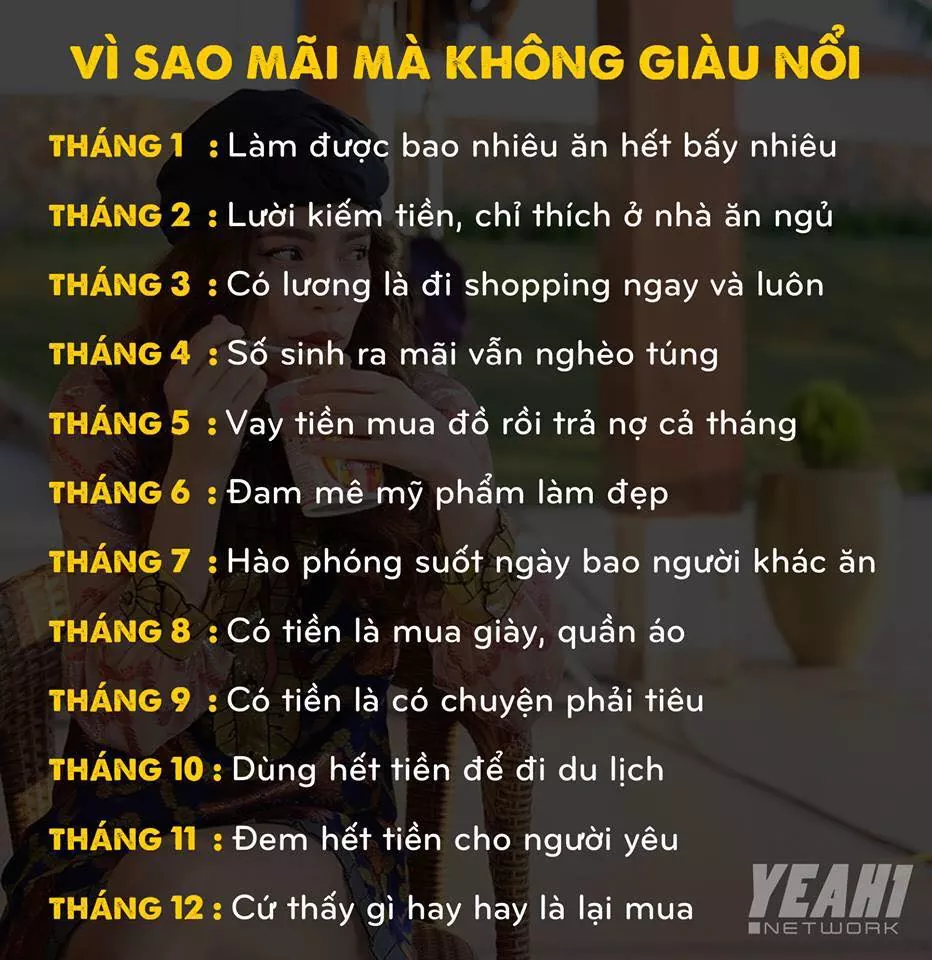 VÌ SAO MÃI MÀ KHÔNG GIÀU NỔI
THÁNG 1 : Làm được bao nhiêu ăn hết bấy nhiêu
THÁNG 2 : Lười kiếm tiền, chỉ thích ở nhà ăn ngủ
THÁNG 3 : Có lương là đi shopping ngay và luôn
THÁNG 4 : Số sinh ra mãi vẫn nghèo túng
THÁNG 5 : Vay tiền mua đồ rồi trả nợ cả tháng
THÁNG 6 : Đam mê mỹ phẩm làm đẹp
THÁNG 7 : Hào phóng suốt ngày bao người khác ăn
THÁNG 8 : Có tiền là mua giày, quần áo
THÁNG 9 : Có tiền là có chuyện phải tiêu
THÁNG 10 : Dùng hết tiền để đi du lịch
THÁNG 11 : Đem hết tiền cho người yêu
THÁNG 12 : Cứ thấy gì hay hay là lại mua
YEAH1
NETWORK